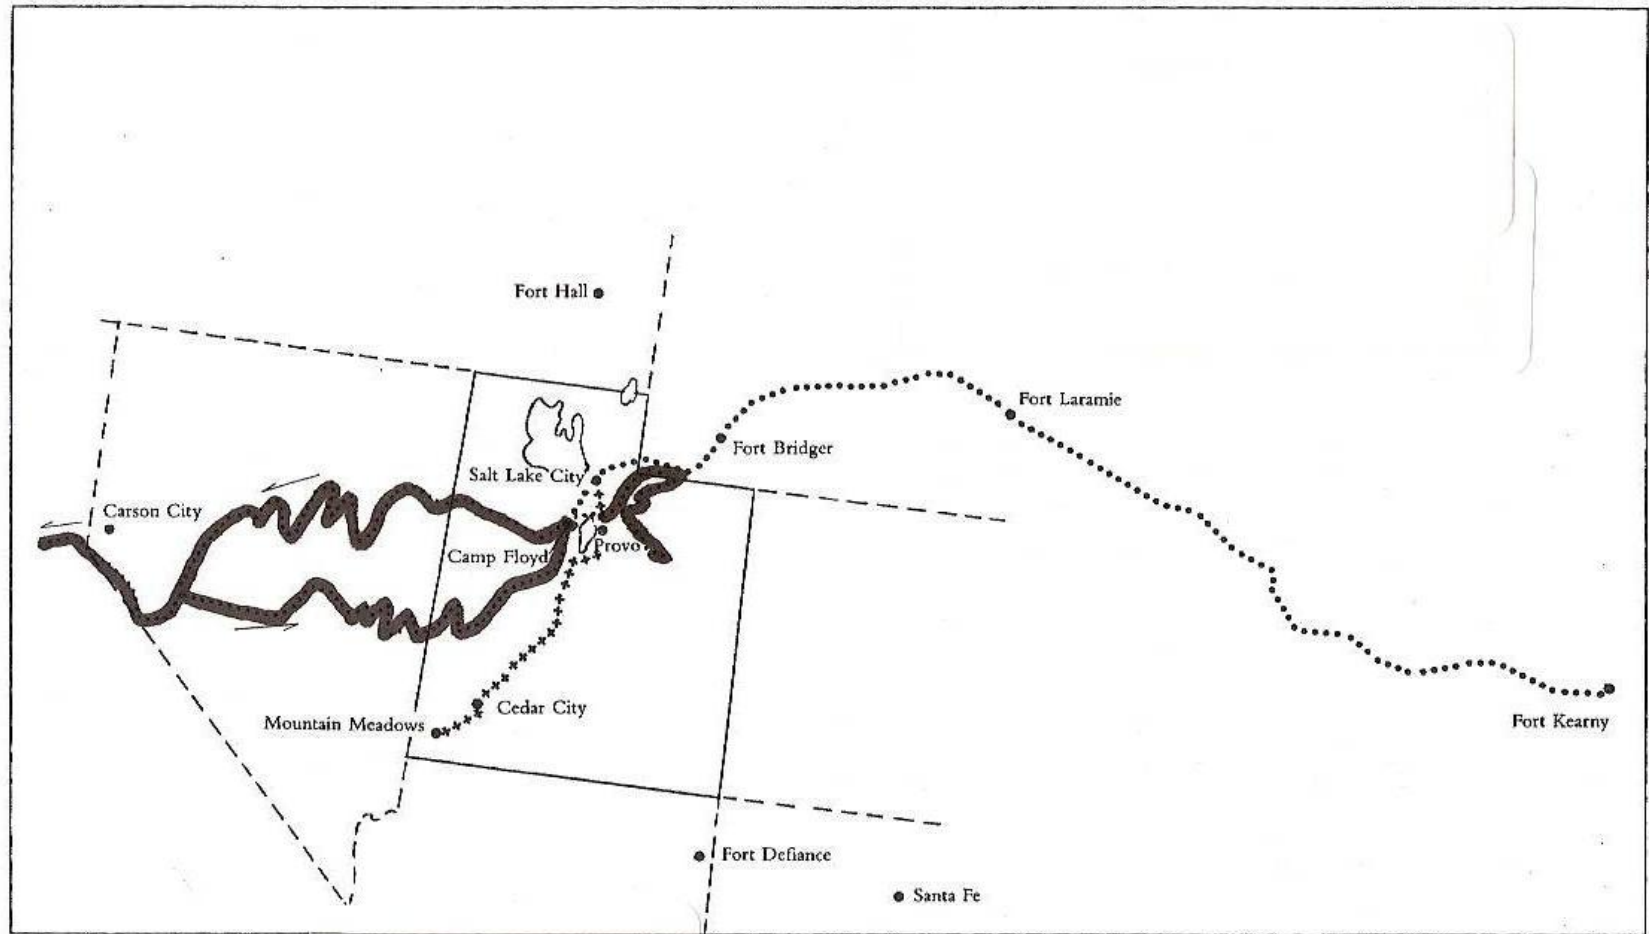 Fort Hall
Fort Laramie
Fort Bridger
Salt Lake City
Carson City
Camp Floyd
Provo
Cedar City
Mountain Meadows
Fort Kearny
Fort Defiance
Santa Fe